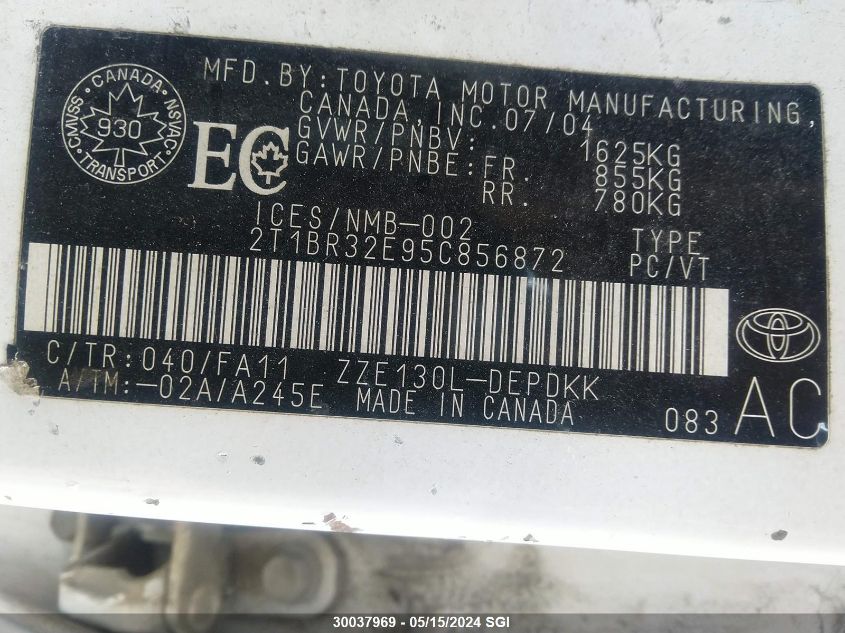 MFD.BY:TOYOTA MOTOR MANUFACTURING,
CANADA, INC.07/04
GVWR/PNBV: 1625KG
GAWR/PNBE:FR. 855KG
RR. 780KG
CANADA
CMVSS NSVAC
930
TRANSPORT
EC
ICES/NMB-002
2T1BR32E95C856872
TYPE
PC/VT
C/TR:040/FA11 ZZE130L-DEPDKK
A/TM:-02A/A245E MADE IN CANADA
083 AC
30037969 - 05/15/2024 SGI